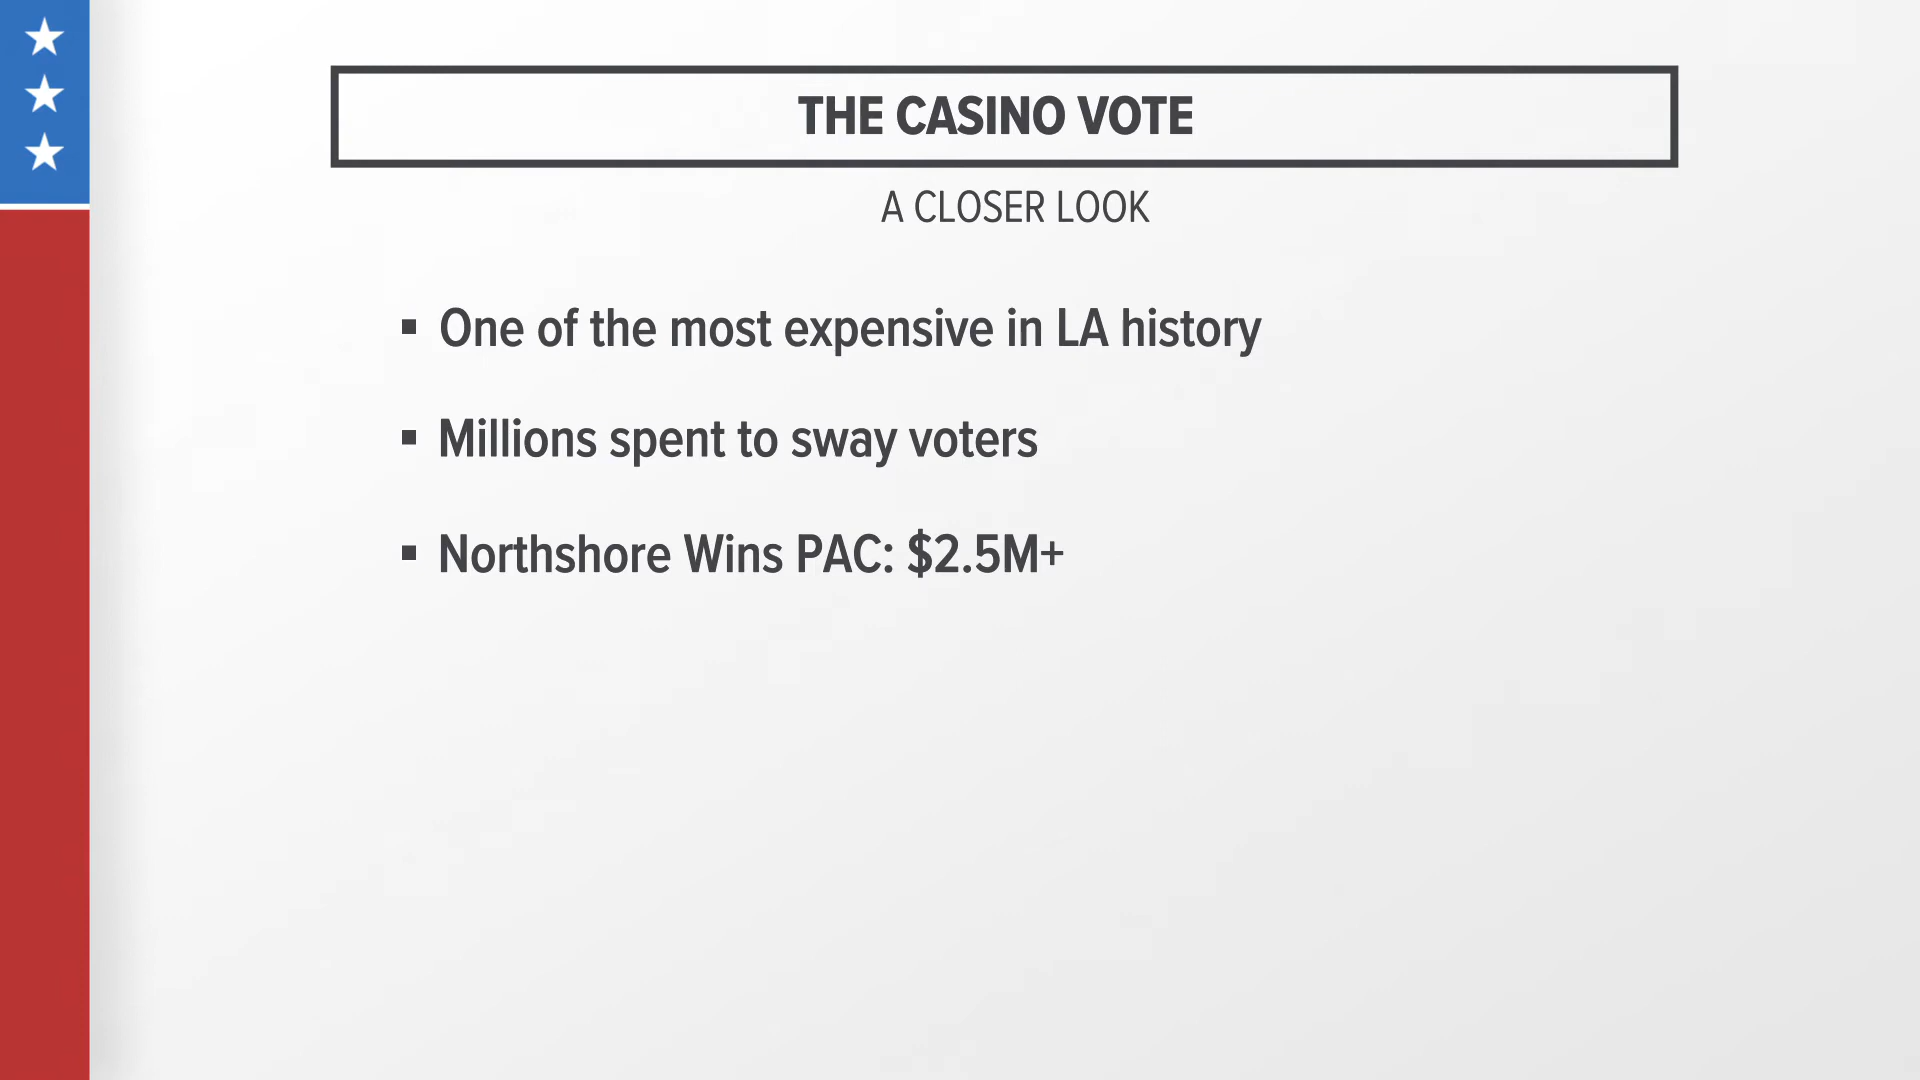 THE CASINO VOTE
A CLOSER LOOK
▪ One of the most expensive in LA history
▪ Millions spent to sway voters
▪ Northshore Wins PAC: $2.5M+